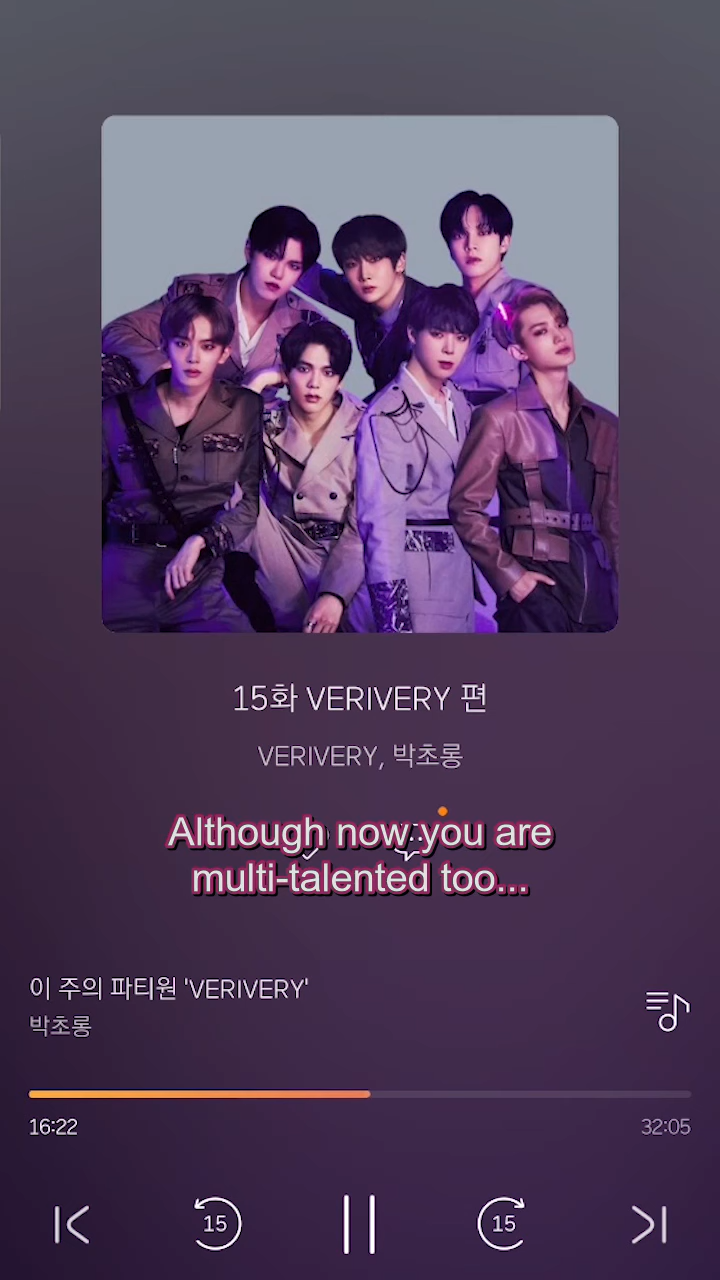 15화 VERIVERY 편
VERIVERY, 박초롱
Although now you are
multi-talented too...
이 주의 파티원 'VERIVERY'
박초롱
16:22
32:05
15
15